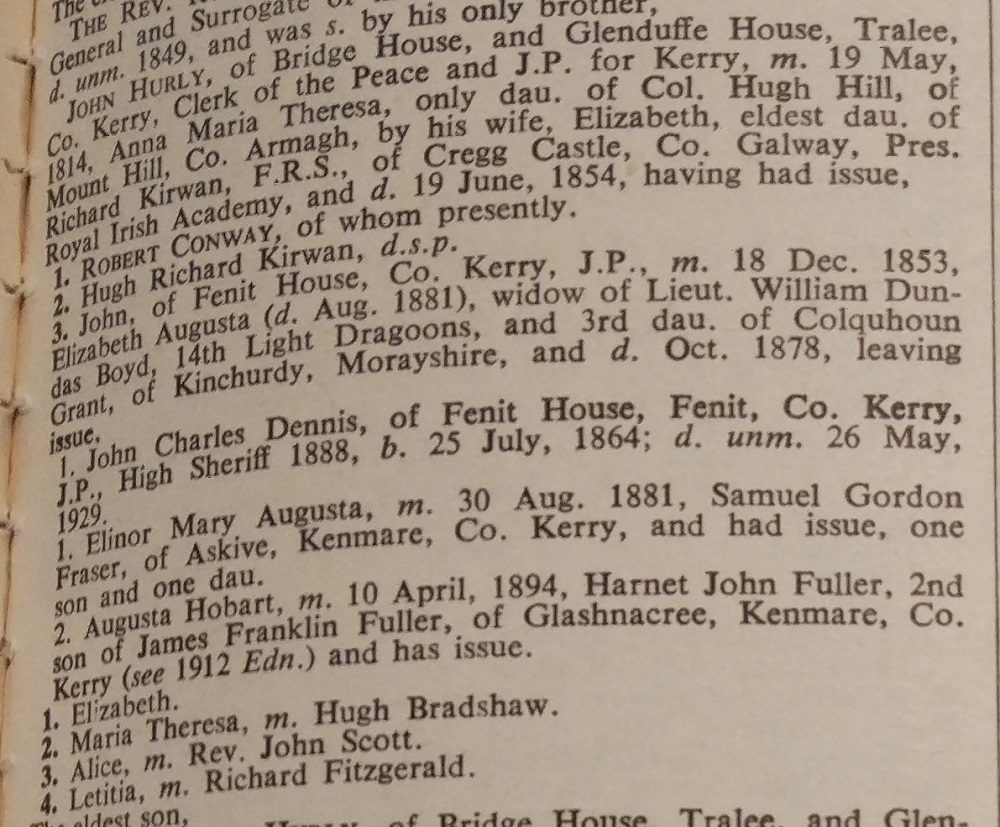 THE REV.
General and Surrogate
d. unm. 1849, and was s. by his only brother,
JOHN HURLY, of Bridge House, and Glenduffe House, Tralee,
Co. Kerry, Clerk of the Peace and J.P. for Kerry, m. 19 May,
1814, Anna Maria Theresa, only dau. of Col. Hugh Hill, of
Mount Hill, Co. Armagh, by his wife, Elizabeth, eldest dau. of
Richard Kirwan, F.R.S., of Cregg Castle, Co. Galway, Pres.
Royal Irish Academy, and d. 19 June, 1854, having had issue,
1. ROBERT CONWAY, of whom presently.
2. Hugh Richard Kirwan, d.s.p.
3. John, of Fenit House, Co. Kerry, J.P., m. 18 Dec. 1853,
Elizabeth Augusta (d. Aug. 1881), widow of Lieut. William Dun-
das Boyd, 14th Light Dragoons, and 3rd dau. of Colquhoun
Grant, of Kinchurdy, Morayshire, and d. Oct. 1878, leaving
issue.
1. John Charles Dennis, of Fenit House, Fenit, Co. Kerry,
J.P., High Sheriff 1888, b. 25 July, 1864; d. unm. 26 May,
1929.
1. Elinor Mary Augusta, m. 30 Aug. 1881, Samuel Gordon
Fraser, of Askive, Kenmare, Co. Kerry, and had issue, one
son and one dau.
2. Augusta Hobart, m. 10 April, 1894, Harnet John Fuller, 2nd
son of James Franklin Fuller, of Glashnacree, Kenmare, Co.
Kerry (see 1912 Edn.) and has issue.
1. Elizabeth.
2. Maria Theresa, m. Hugh Bradshaw.
3. Alice, m. Rev. John Scott.
4. Letitia, m. Richard Fitzgerald.
eldest son,
of Bridge House, Tralee, and Glen-